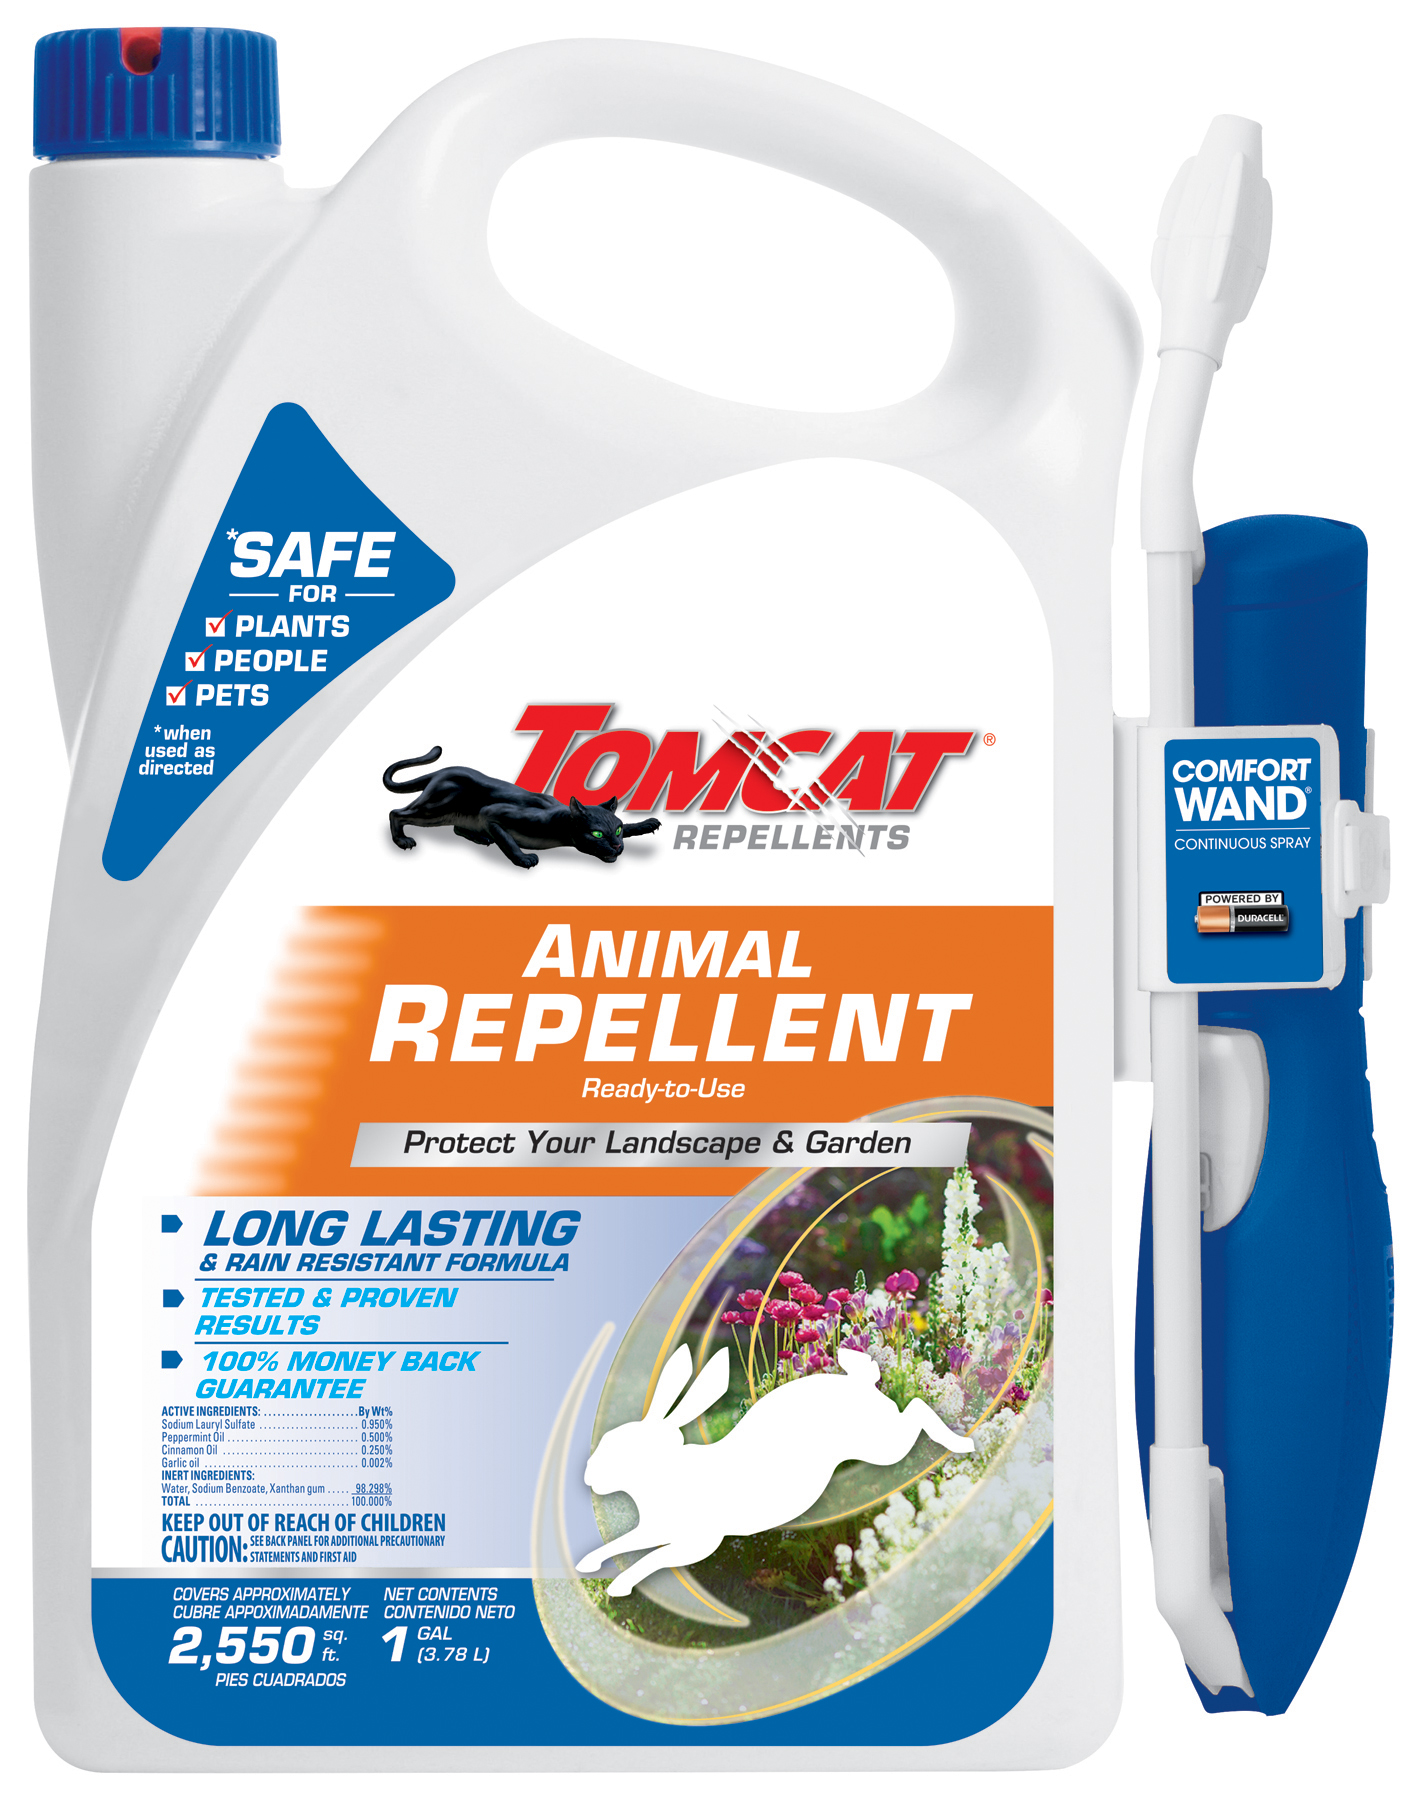 *SAFE
FOR
PLANTS
PEOPLE
PETS
*when
used as
directed
TOMCAT®
REPELLENTS
COMFORT
WAND®
CONTINUOUS SPRAY
POWERED BY
DURACELL
ANIMAL
REPELLENT
Ready-to-Use
Protect Your Landscape & Garden
LONG LASTING
& RAIN RESISTANT FORMULA
TESTED & PROVEN
RESULTS
100% MONEY BACK
GUARANTEE
ACTIVE INGREDIENTS: .................... By Wt%
Sodium Lauryl Sulfate ...................... 0.950%
Peppermint Oil ............................ 0.500%
Cinnamon Oil ............................. 0.250%
Garlic oil ................................. 0.002%
INERT INGREDIENTS:
Water, Sodium Benzoate, Xanthan gum ..... 98.298%
TOTAL ................................. 100.000%
KEEP OUT OF REACH OF CHILDREN
CAUTION: SEE BACK PANEL FOR ADDITIONAL PRECAUTIONARY
STATEMENTS AND FIRST AID
COVERS APPROXIMATELY
CUBRE APPOXIMADAMENTE
2,550 sq. ft.
PIES CUADRADOS
NET CONTENTS
CONTENIDO NETO
1 GAL
(3.78 L)